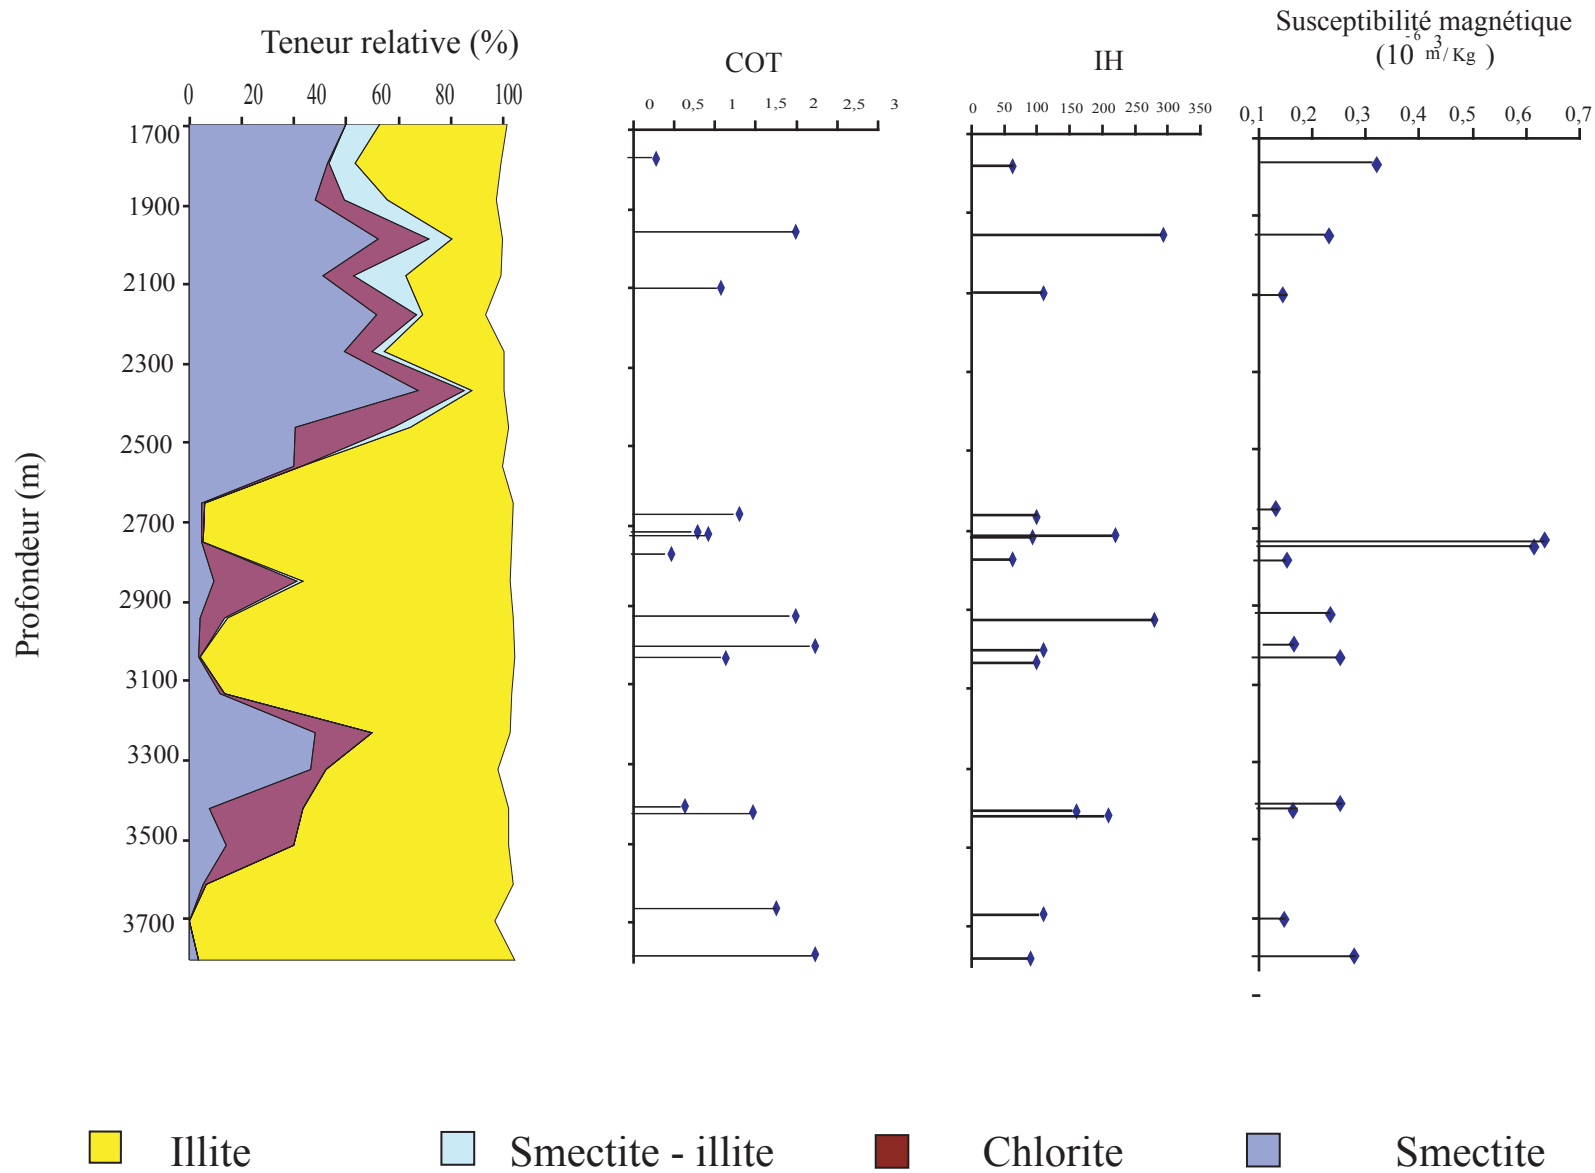 Susceptibilité magnétique
(10 -6 m3/Kg )
Teneur relative (%)
COT
IH
0 20 40 60 80 100
0 0,5 1 1,5 2 2,5 3
0 50 100 150 200 250 300 350
0,1 0,2 0,3 0,4 0,5 0,6 0,7
Profondeur (m)
1700
1900
2100
2300
2500
2700
2900
3100
3300
3500
3700
Illite
Smectite - illite
Chlorite
Smectite